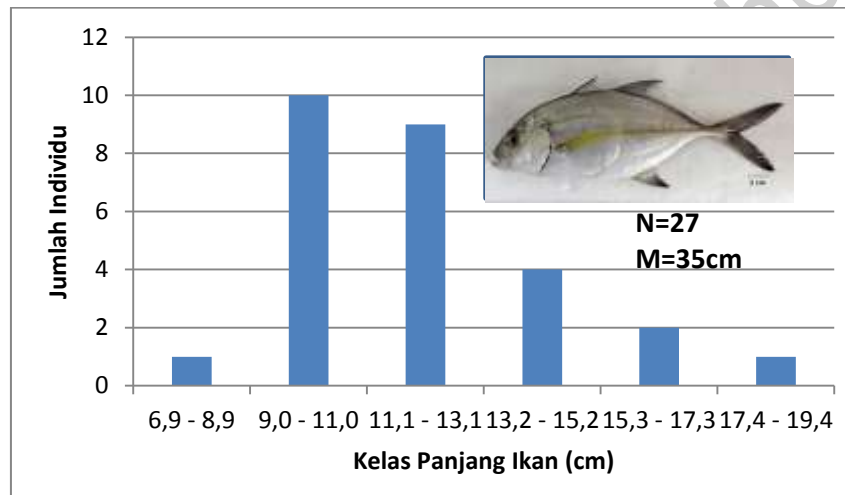 12
10
8
6
4
2
0
Jumlah Individu
N=27
M=35cm
6,9 - 8,9 9,0 - 11,0 11,1 - 13,1 13,2 - 15,2 15,3 - 17,3 17,4 - 19,4
Kelas Panjang Ikan (cm)